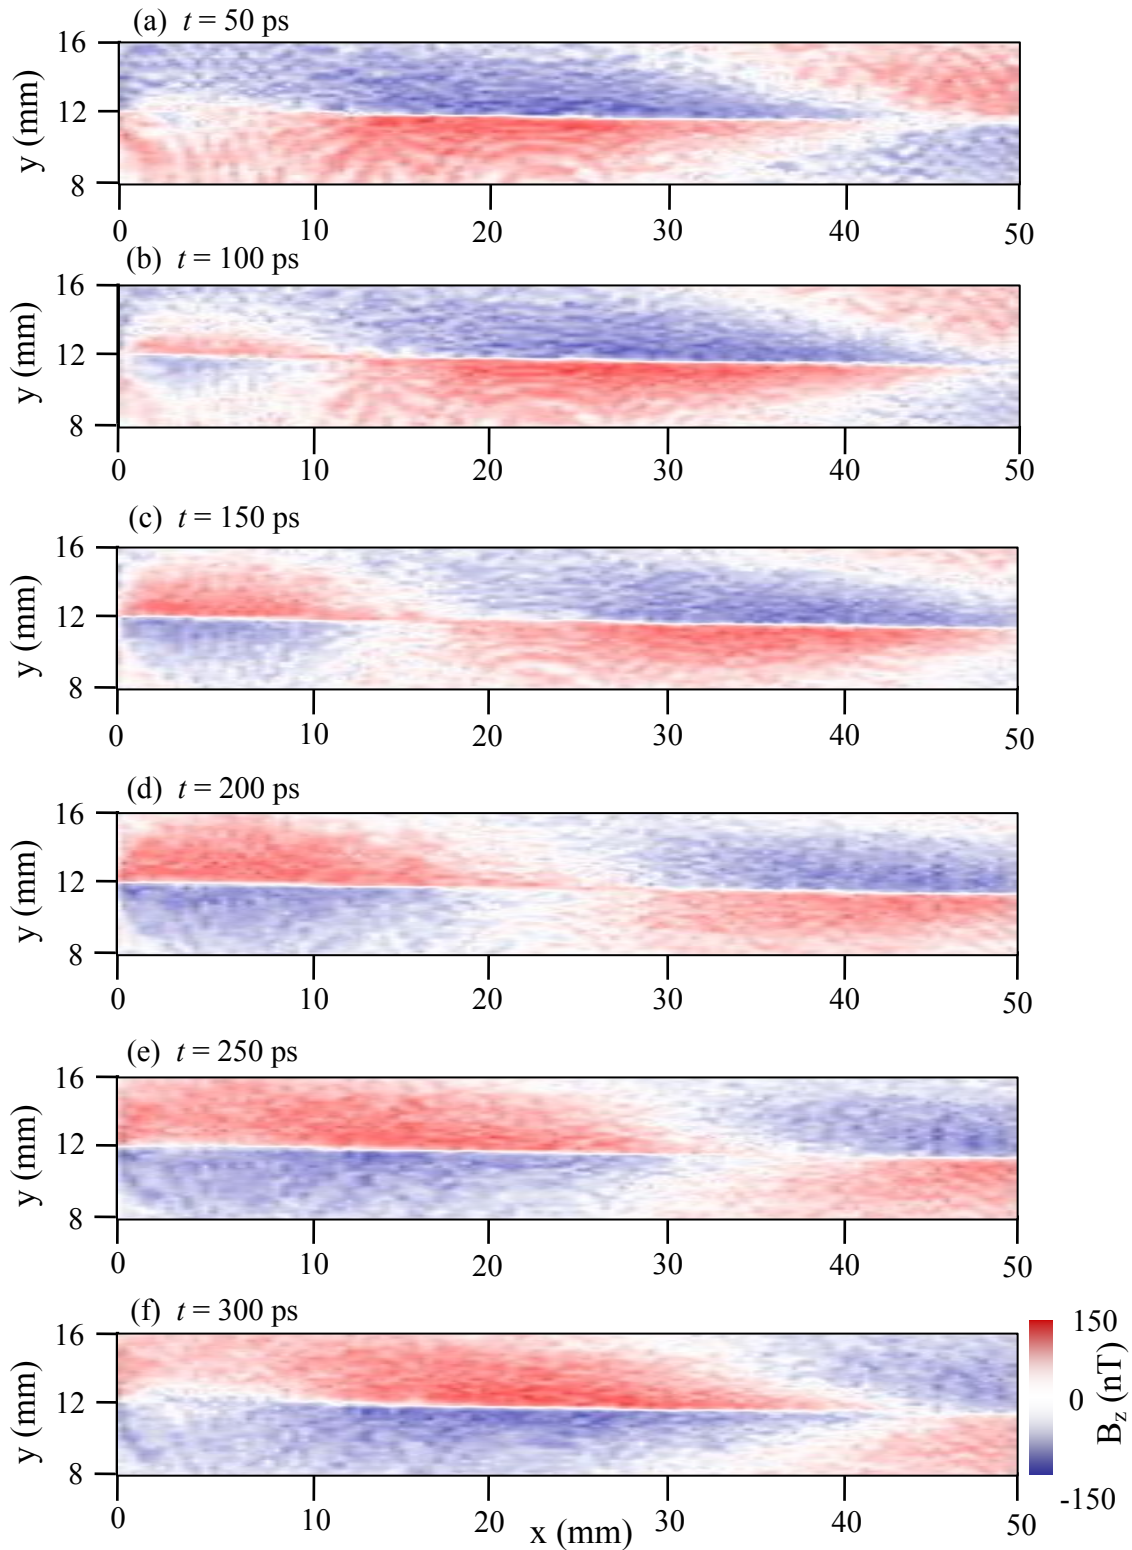 (a) t = 50 ps
16
12
8
y (mm)
0 10 20 30 40 50
(b) t = 100 ps
16
12
8
y (mm)
0 10 20 30 40 50
(c) t = 150 ps
16
12
8
y (mm)
0 10 20 30 40 50
(d) t = 200 ps
16
12
8
y (mm)
0 10 20 30 40 50
(e) t = 250 ps
16
12
8
y (mm)
0 10 20 30 40 50
(f) t = 300 ps
16
12
8
y (mm)
0 10 20 30 40 50
x (mm)
150
0
-150
Bz (nT)